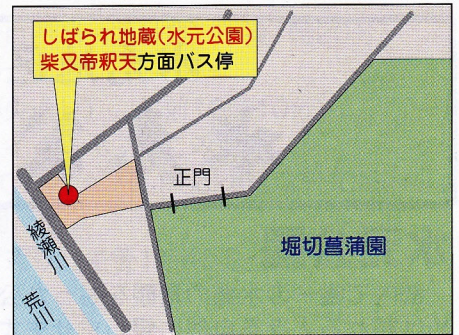 しばられ地蔵(水元公園)
柴又帝釈天方面バス停
正門
堀切菖蒲園
綾瀬川
荒川